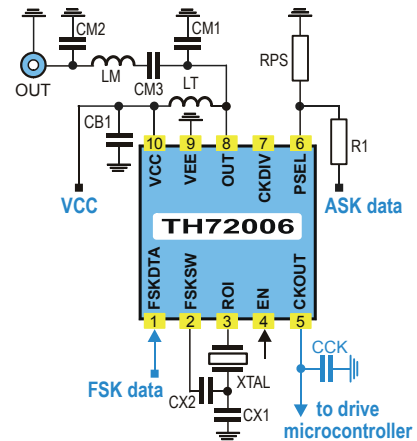 CM2
CM1
RPS
OUT
LM
CM3
LT
CB1
R1
10
9
8
7
6
VCC
VEE
OUT
CKDIV
PSEL
VCC
ASK data
TH72006
FSKDTA
FSKSW
ROI
EN
CKOUT
1
2
3
4
5
CCK
FSK data
XTAL
CX2
CX1
to drive
microcontroller